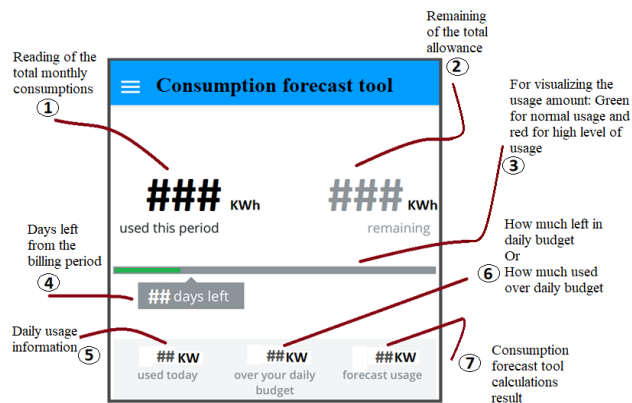 Reading of the
total monthly
consumptions
1
Remaining
of the total
allowance
2
For visualizing the
usage amount: Green
for normal usage and
red for high level of
usage
3
Consumption forecast tool
### KWh
used this period
### KWh
remaining
Days left
from the
billing period
4
## days left
How much left in
daily budget
Or
How much used
over daily budget
6
Daily usage
information
5
## KW
used today
##KW
over your daily
budget
##KW
forecast usage
7
Consumption
forecast tool
calculations
result